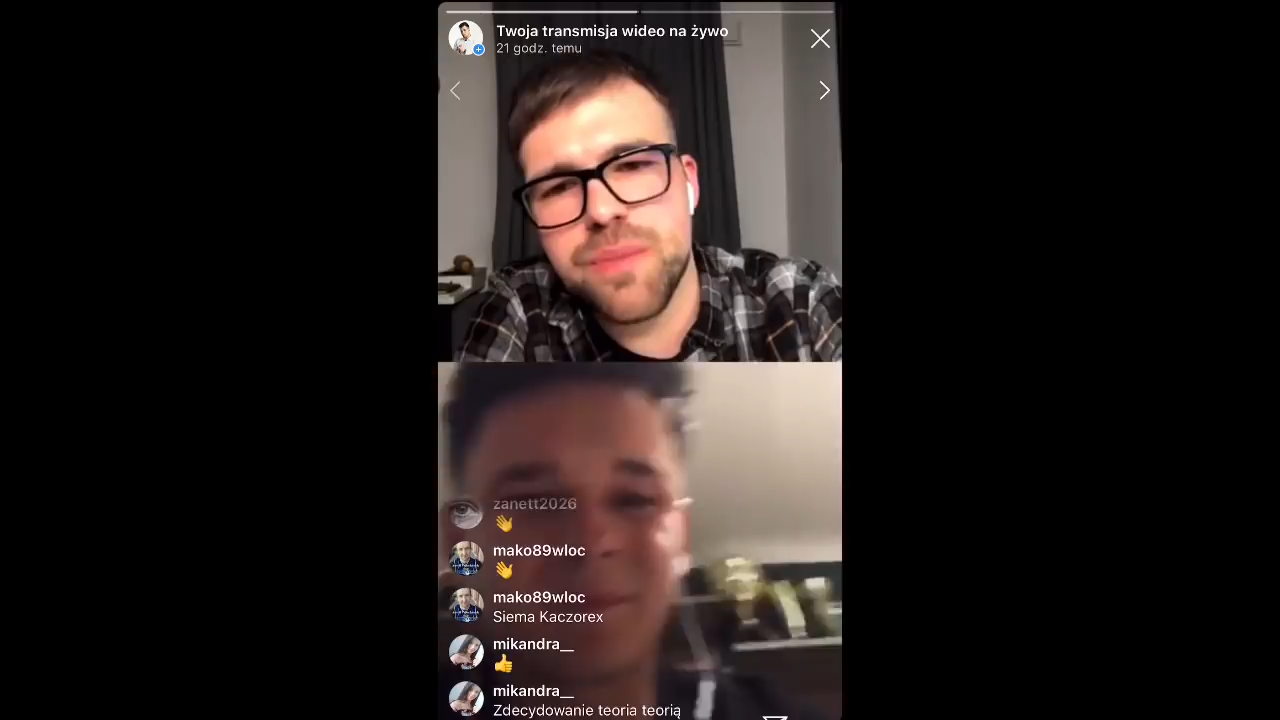 Twoja transmisja wideo na żywo
21 godz. temu
zanett2026
👋
mako89wloc
👋
mako89wloc
Siema Kaczorex
mikandra__
👍
mikandra__
Zdecydowanie teoria teorią